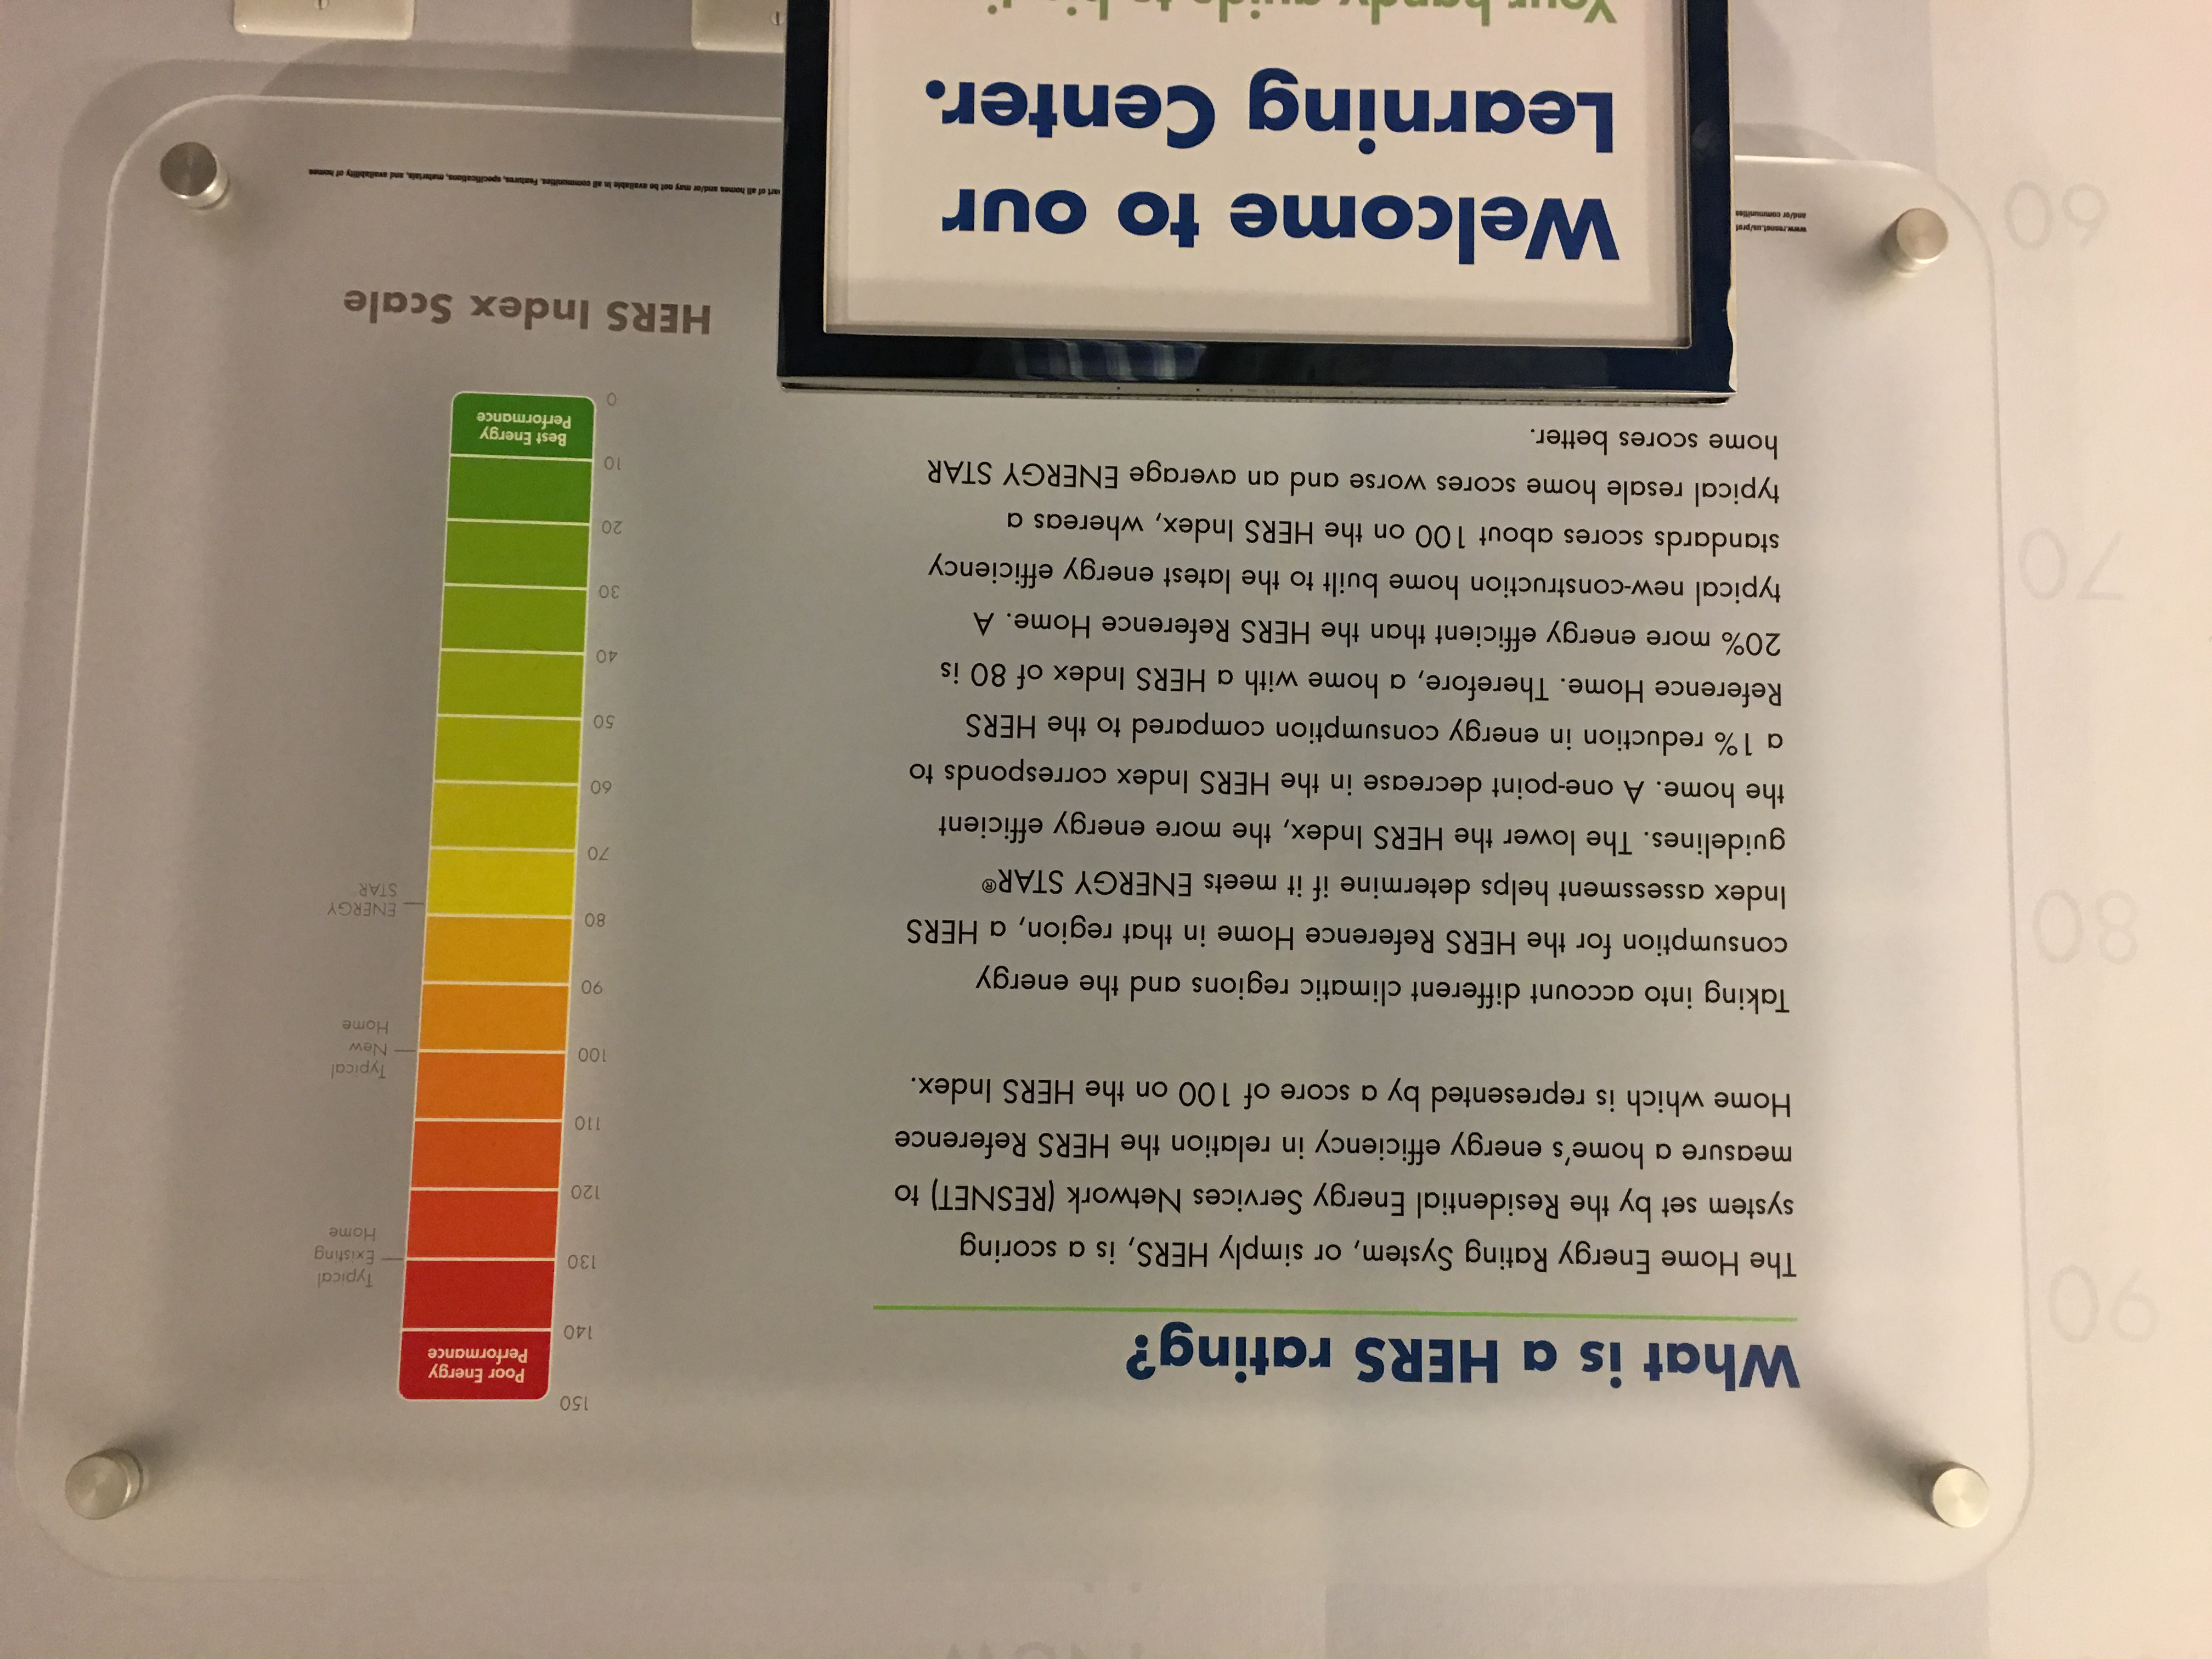 What is a HERS rating?
The Home Energy Rating System, or simply HERS, is a scoring
system set by the Residential Energy Services Network (RESNET) to
measure a home's energy efficiency in relation the HERS Reference
Home which is represented by a score of 100 on the HERS Index.
Taking into account different climatic regions and the energy
consumption for the HERS Reference Home in that region, a HERS
Index assessment helps determine if it meets ENERGY STAR®
guidelines. The lower the HERS Index, the more energy efficient
the home. A one-point decrease in the HERS Index corresponds to
a 1% reduction in energy consumption compared to the HERS
Reference Home. Therefore, a home with a HERS Index of 80 is
20% more energy efficient than the HERS Reference Home. A
typical new-construction home built to the latest energy efficiency
standards scores about 100 on the HERS Index, whereas a
typical resale home scores worse and an average ENERGY STAR
home scores better.
150
Poor Energy
Performance
140
Typical
Existing
Home
130
120
110
100
Typical
New
Home
90
80
ENERGY
STAR
70
60
50
40
30
20
10
Best Energy
Performance
0
HERS Index Scale
www.resnet.us/prof
and/or communities
art of all homes and/or may not be available in all communities. Features, specifications, materials, and availability of homes
Welcome to our
Learning Center.
Your handy guide to
90
80
70
60